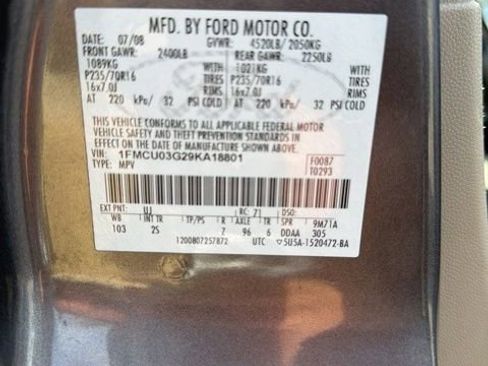 MFD. BY FORD MOTOR CO.
DATE: 07/08 GVWR: 4520LB/ 2050KG
FRONT GAWR: 2400LB REAR GAWR: 2250LB
1089KG WITH 1021KG WITH
P235/70R16 TIRES P235/70R16 TIRES
16x7.0J RIMS 16x7.0J RIMS
AT 220 kPa/ 32 PSI COLD AT 220 kPa/ 32 PSI COLD
THIS VEHICLE CONFORMS TO ALL APPLICABLE FEDERAL MOTOR
VEHICLE SAFETY AND THEFT PREVENTION STANDARDS IN
EFFECT ON THE DATE OF MANUFACTURE SHOWN ABOVE.
VIN: 1FMCU03G29KA18801 F0087
TYPE: MPV T0293
EXT PNT: UJ RC: 71 DSO:
WB INT TR TP/PS R AXLE TR SPR 9M71A
103 2S 7 96 6 DDAA 305
1200807257872 UTC 5U5A-1520472-BA